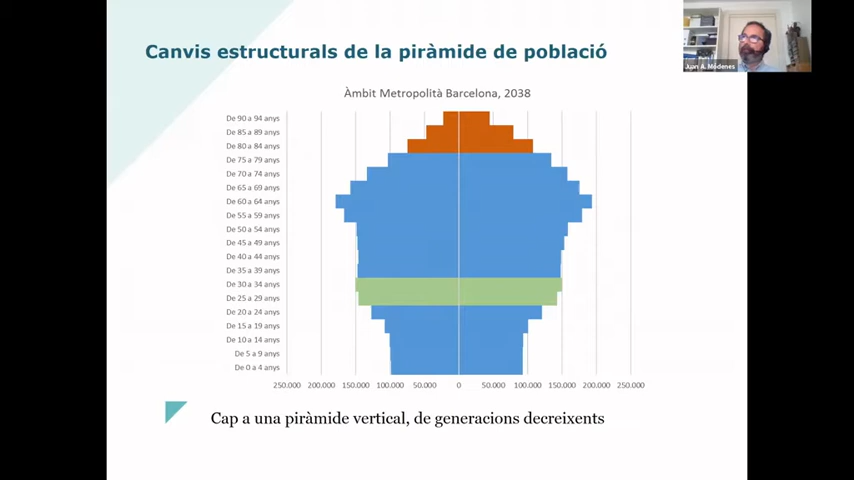 Canvis estructurals de la piràmide de població
Juan A. Módenes
Àmbit Metropolità Barcelona, 2038
De 90 a 94 anys
De 85 a 89 anys
De 80 a 84 anys
De 75 a 79 anys
De 70 a 74 anys
De 65 a 69 anys
De 60 a 64 anys
De 55 a 59 anys
De 50 a 54 anys
De 45 a 49 anys
De 40 a 44 anys
De 35 a 39 anys
De 30 a 34 anys
De 25 a 29 anys
De 20 a 24 anys
De 15 a 19 anys
De 10 a 14 anys
De 5 a 9 anys
De 0 a 4 anys
250.000 200.000 150.000 100.000 50.000 0 50.000 100.000 150.000 200.000 250.000
Cap a una piràmide vertical, de generacions decreixents